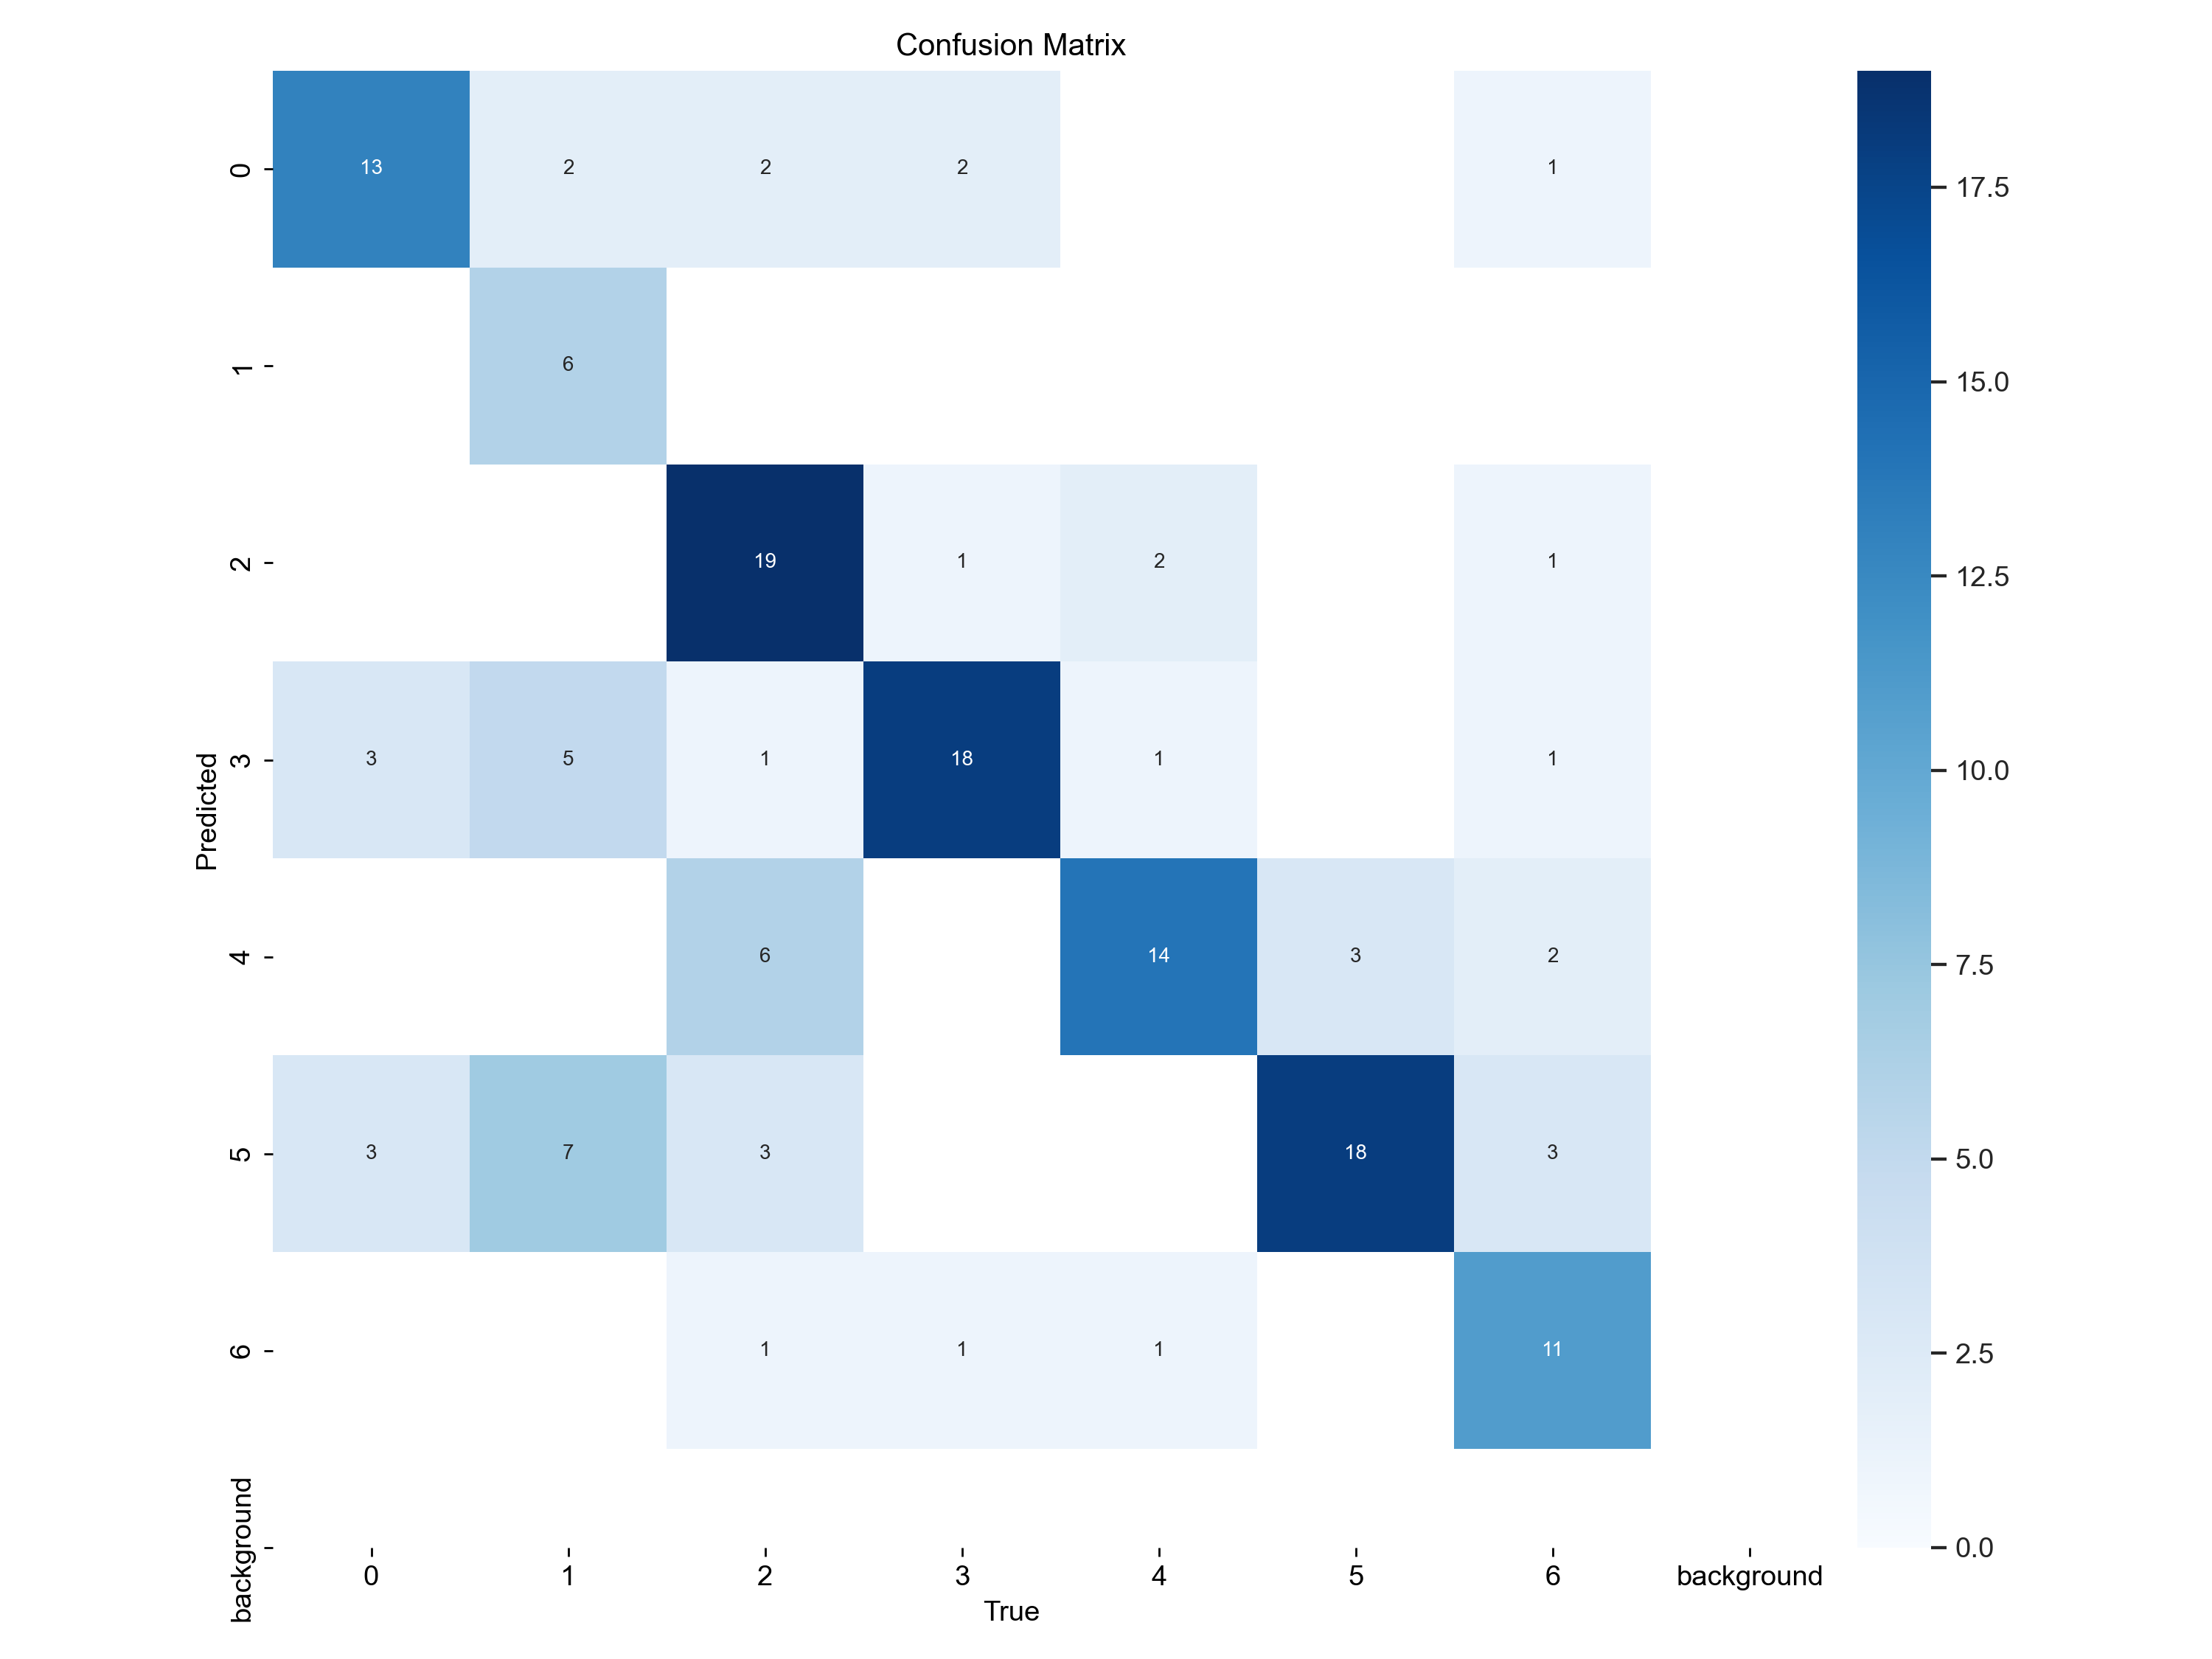 Confusion Matrix
0 13 2 2 2 1
1 6
2 19 1 2 1
3 3 5 1 18 1 1
4 6 14 3 2
5 3 7 3 18 3
6 1 1 1 11
background
0 1 2 3 4 5 6 background
True
Predicted
17.5
15.0
12.5
10.0
7.5
5.0
2.5
0.0